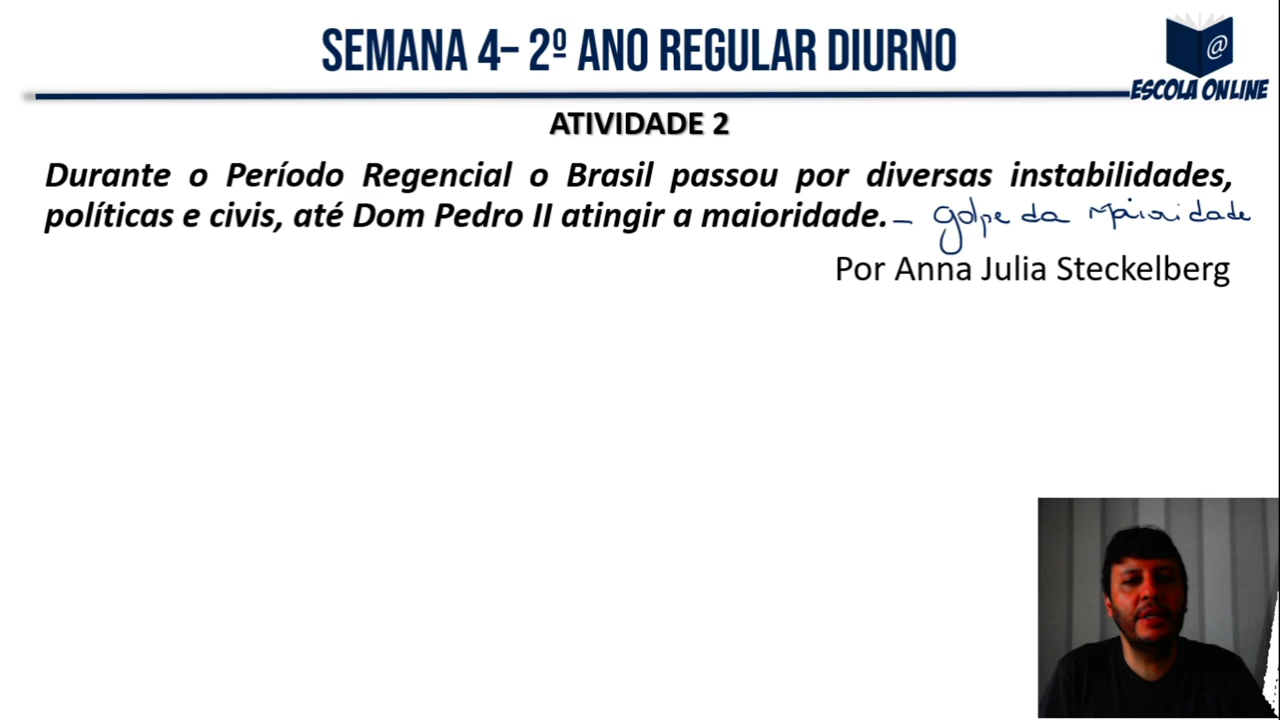 SEMANA 4– 2º ANO REGULAR DIURNO
@
ESCOLA ONLINE
ATIVIDADE 2
Durante o Período Regencial o Brasil passou por diversas instabilidades,
políticas e civis, até Dom Pedro II atingir a maioridade. – golpe da Maioridade
Por Anna Julia Steckelberg